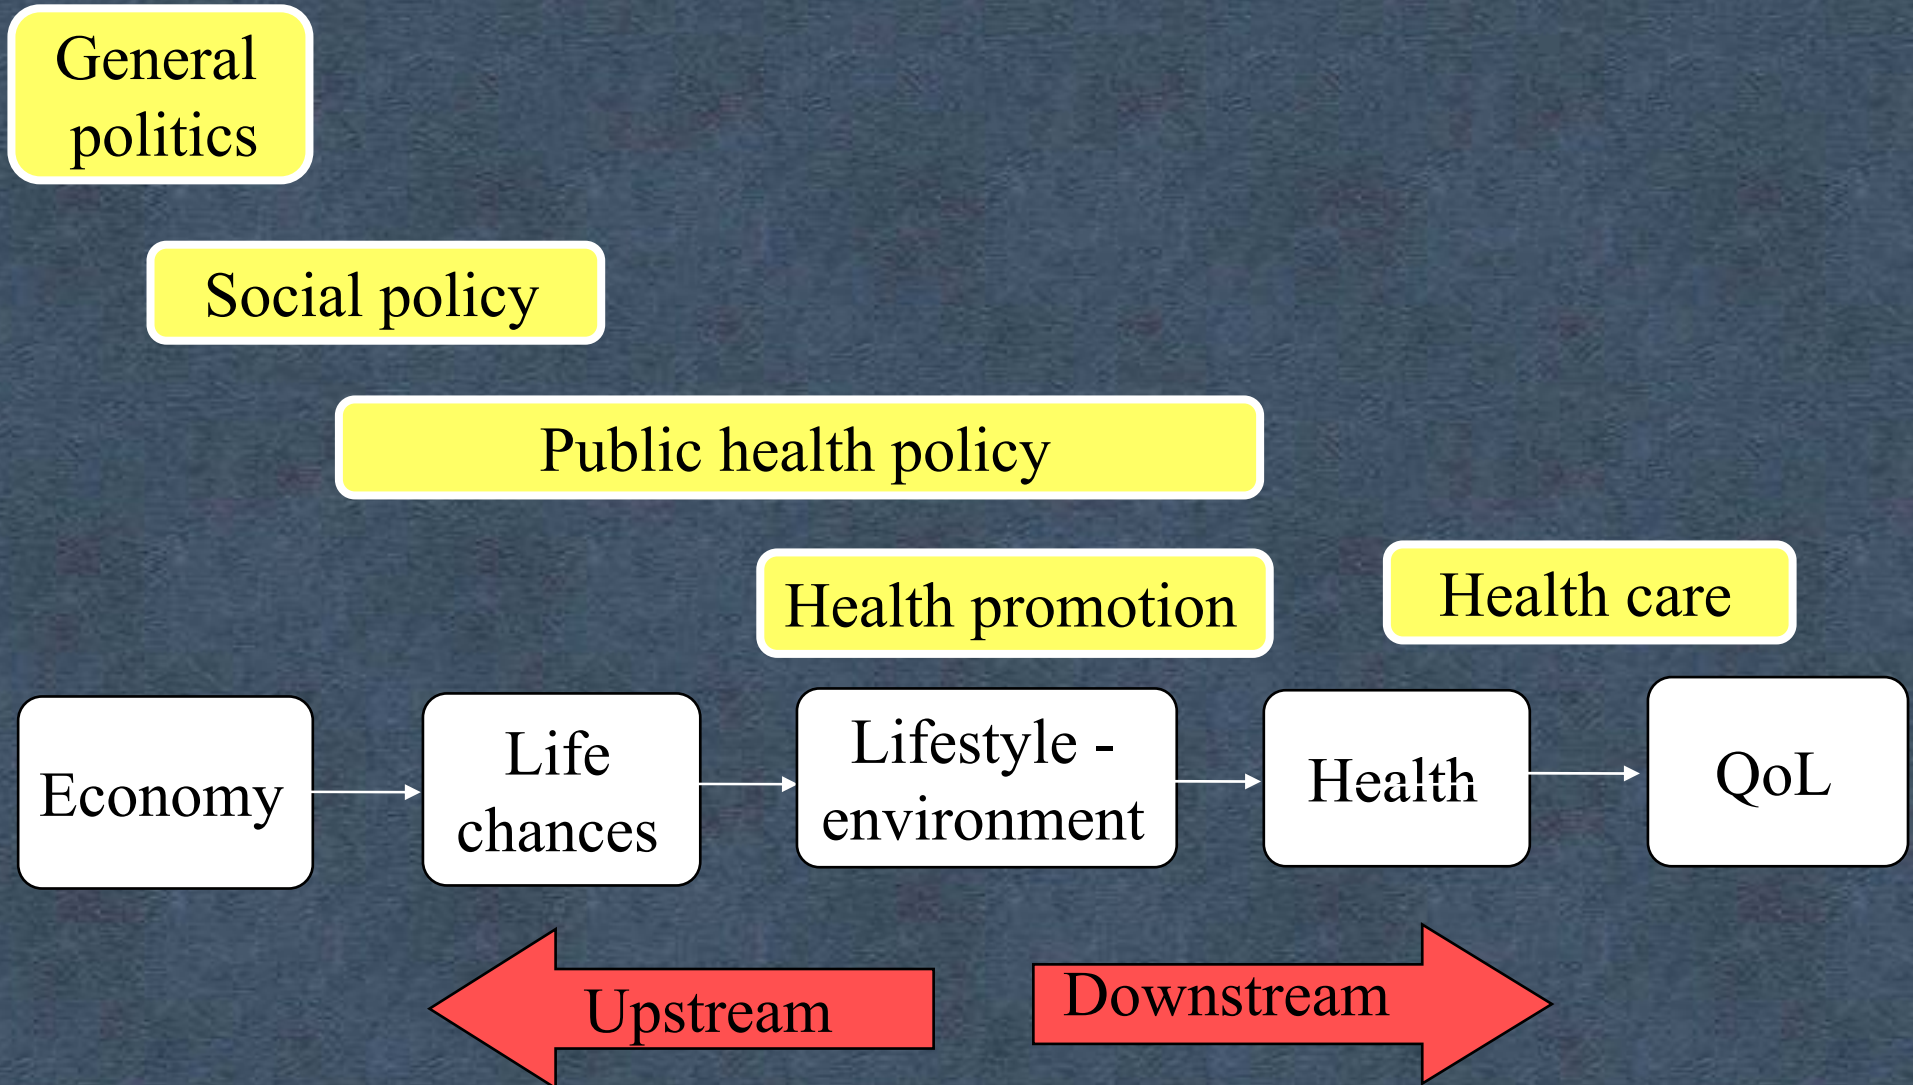 General
politics
Social policy
Public health policy
Health promotion
Health care
Economy
Life
chances
Lifestyle -
environment
Health
QoL
Upstream
Downstream